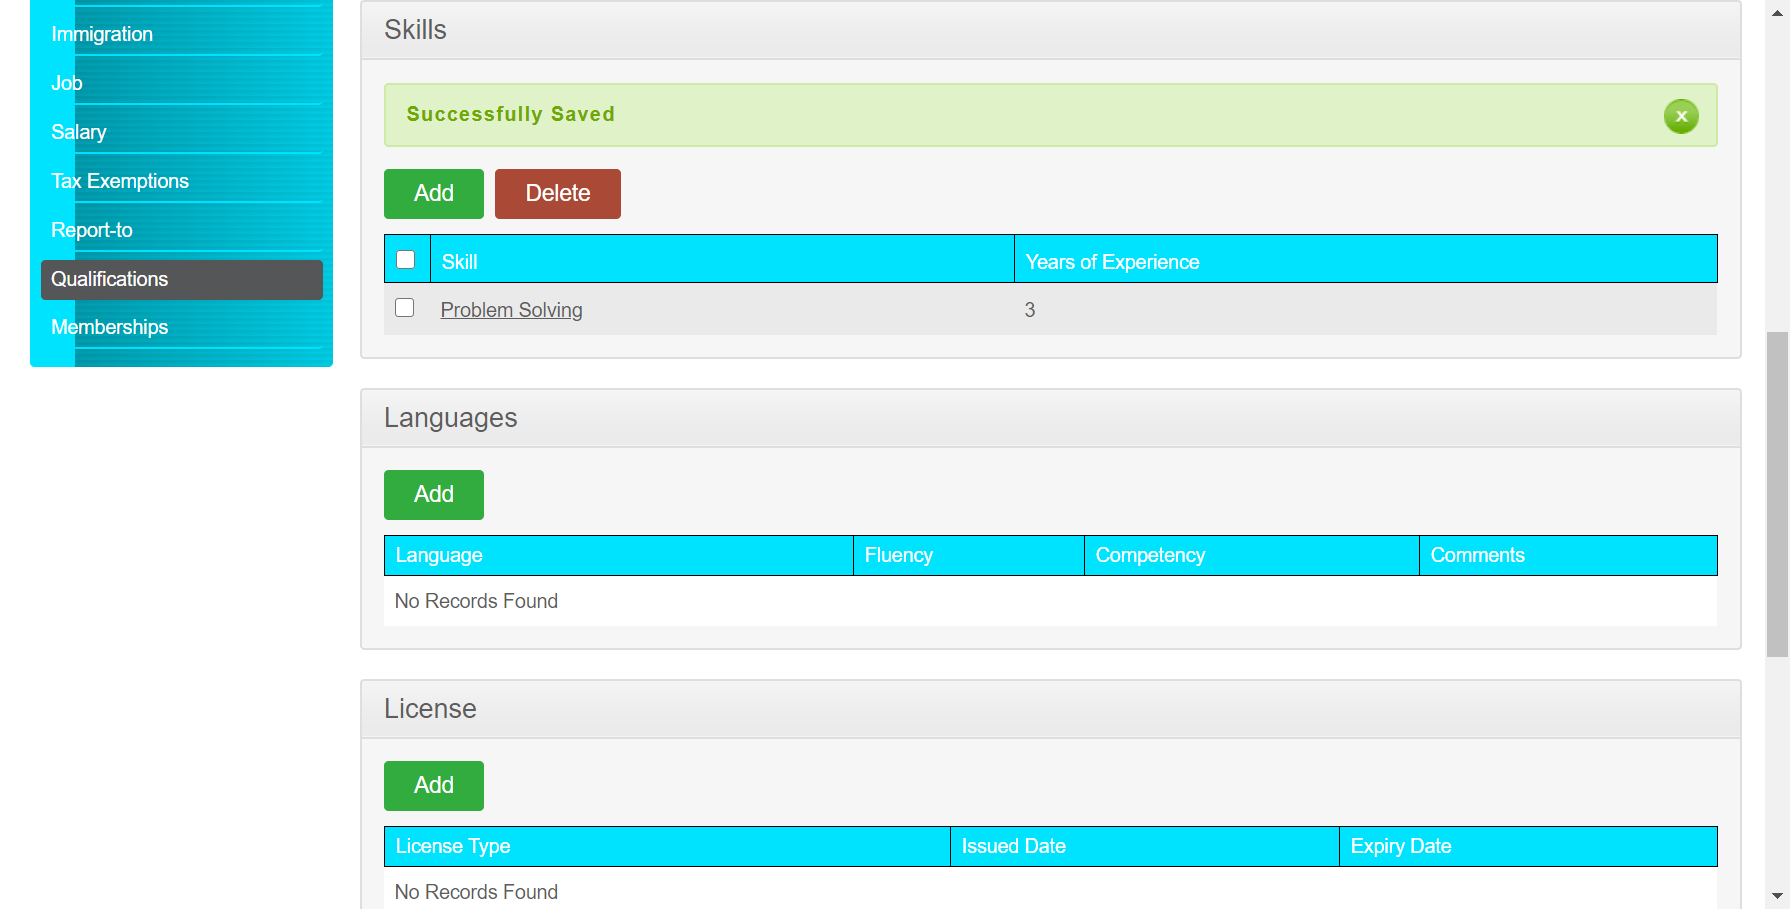 Immigration
Job
Salary
Tax Exemptions
Report-to
Qualifications
Memberships
Skills
Successfully Saved
x
Add Delete
Skill Years of Experience
Problem Solving 3
Languages
Add
Language Fluency Competency Comments
No Records Found
License
Add
License Type Issued Date Expiry Date
No Records Found